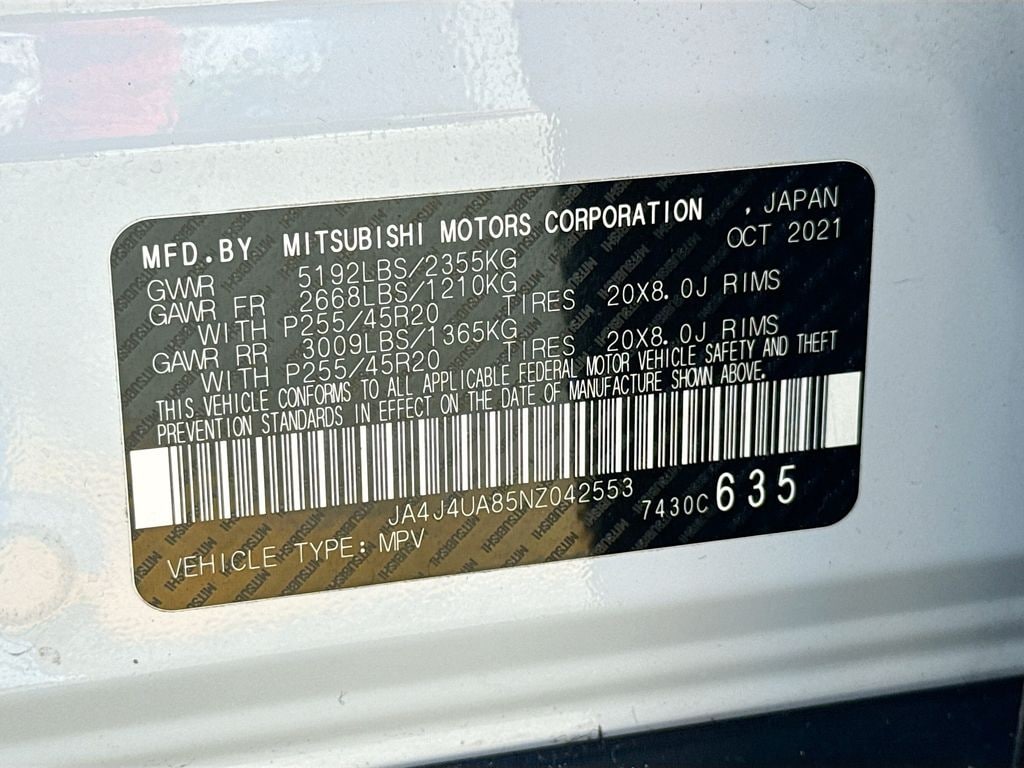 MFD.BY MITSUBISHI MOTORS CORPORATION , JAPAN
OCT 2021
GVWR 5192LBS/2355KG
GAWR FR 2668LBS/1210KG
WITH P255/45R20 TIRES 20X8.0J RIMS
GAWR RR 3009LBS/1365KG
WITH P255/45R20 TIRES 20X8.0J RIMS
THIS VEHICLE CONFORMS TO ALL APPLICABLE FEDERAL MOTOR VEHICLE SAFETY AND THEFT
PREVENTION STANDARDS IN EFFECT ON THE DATE OF MANUFACTURE SHOWN ABOVE.
JA4J4UA85NZ042553 7430C 635
VEHICLE TYPE: MPV